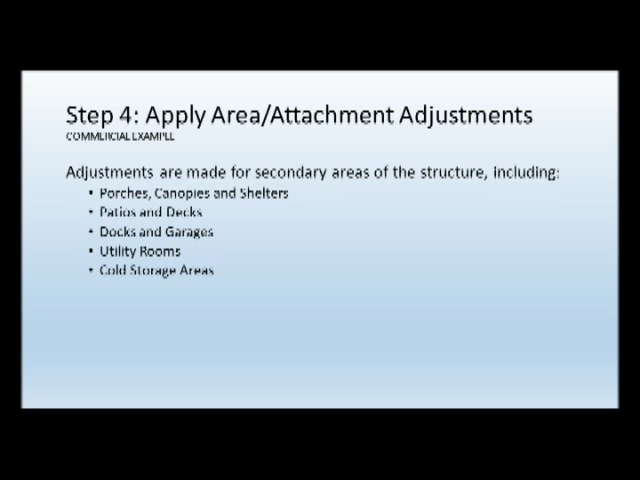 Step 4: Apply Area/Attachment Adjustments
COMMERCIAL EXAMPLE
Adjustments are made for secondary areas of the structure, including:
• Porches, Canopies and Shelters
• Patios and Decks
• Docks and Garages
• Utility Rooms
• Cold Storage Areas